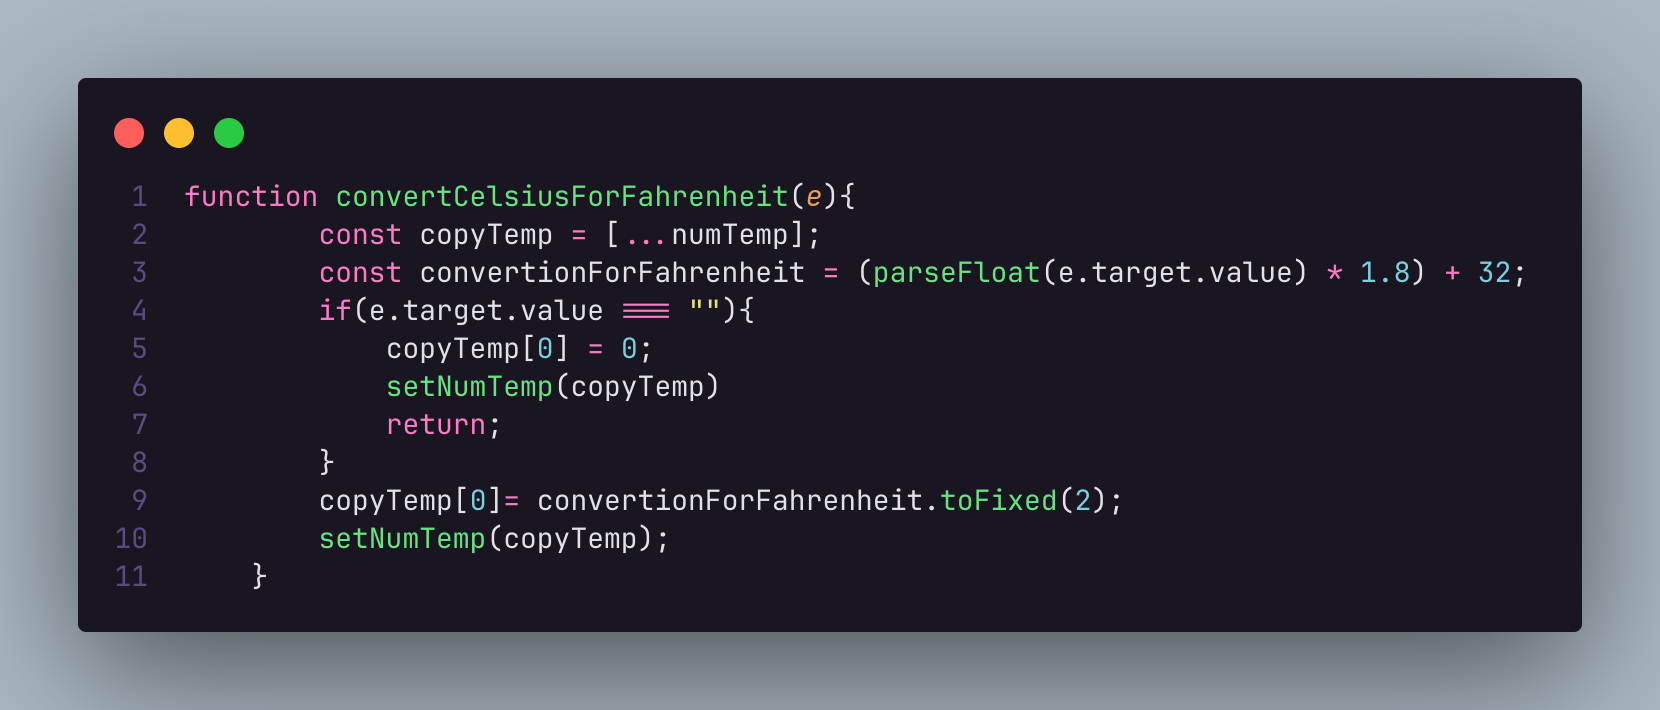 1 function convertCelsiusForFahrenheit(e){
2 const copyTemp = [...numTemp];
3 const convertionForFahrenheit = (parseFloat(e.target.value) * 1.8) + 32;
4 if(e.target.value === ""){
5 copyTemp[0] = 0;
6 setNumTemp(copyTemp)
7 return;
8 }
9 copyTemp[0]= convertionForFahrenheit.toFixed(2);
10 setNumTemp(copyTemp);
11 }